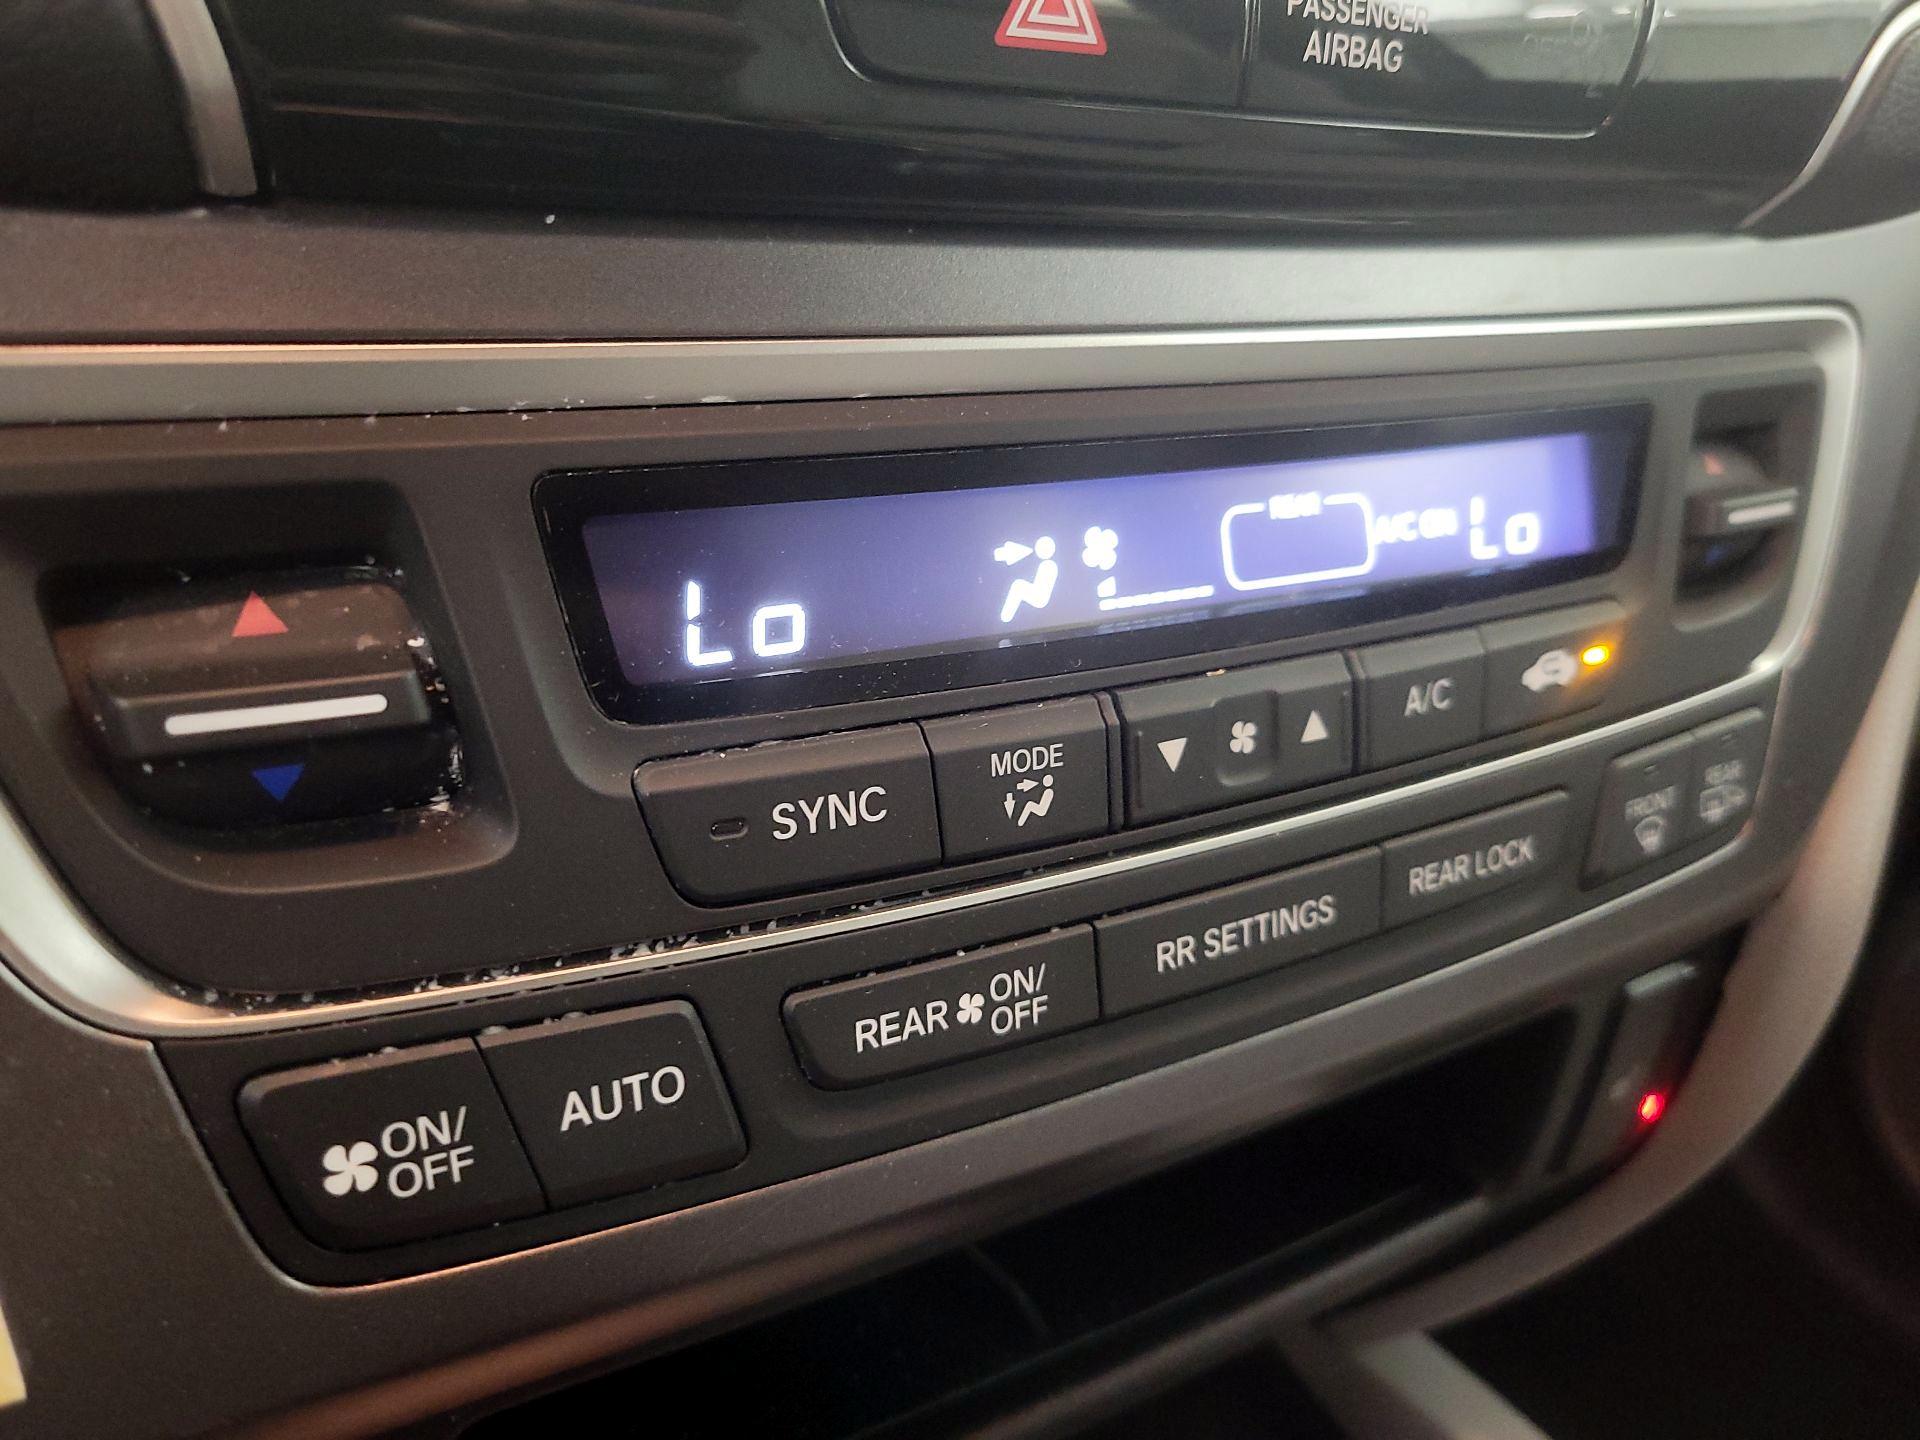 PASSENGER
AIRBAG
OFF
Lo
REAR
A/C ON
Lo
SYNC
MODE
A/C
FRONT
REAR
REAR ON/
OFF
RR SETTINGS
REAR LOCK
ON/
OFF
AUTO